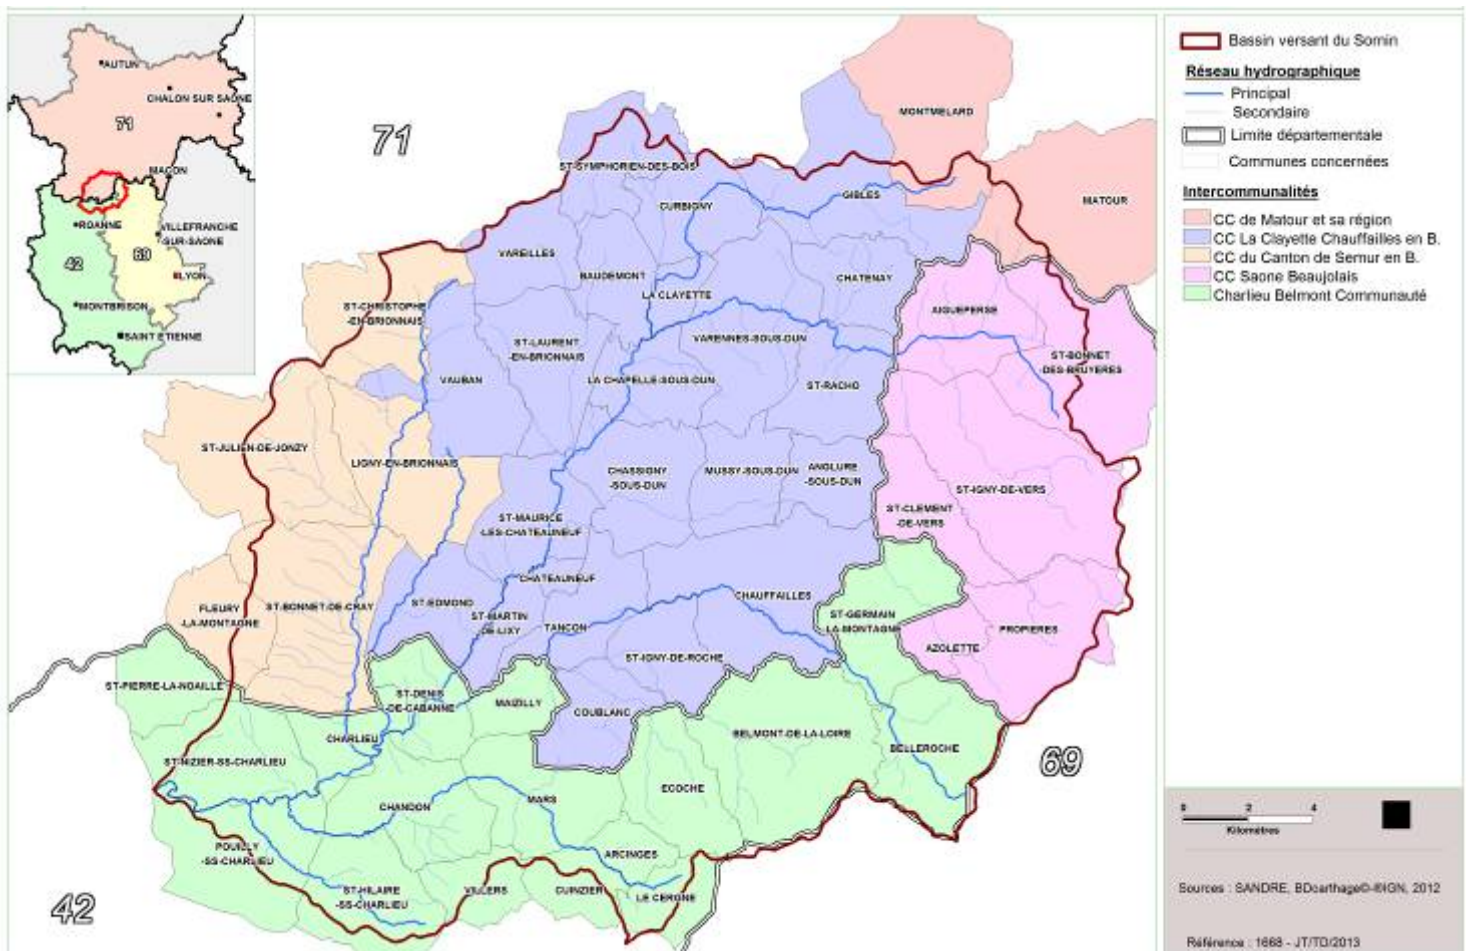 AUTUN
CHALON SUR SAONE
71
MACON
ROANNE
VILLEFRANCHE
-SUR-SAONE
42
69
LYON
MONTBRISON
SAINT ETIENNE
71
MONTMELARD
MATOUR
ST-SYMPHORIEN-DES-BOIS
GIBLES
CURBIGNY
VAREILLES
BAUDEMONT
CHATENAY
LA CLAYETTE
ST-CHRISTOPHE
-EN-BRIONNAIS
AIGUEPERSE
VARENNES-SOUS-DUN
ST-LAURENT
-EN-BRIONNAIS
ST-BONNET
-DES-BRUYERES
VAUBAN
LA CHAPELLE-SOUS-DUN
ST-RACHO
ST-JULIEN-DE-JONZY
LIGNY-EN-BRIONNAIS
CHASSIGNY
-SOUS-DUN
MUSSY-SOUS-DUN
ANGLURE
-SOUS-DUN
ST-IGNY-DE-VERS
ST-CLEMENT
-DE-VERS
ST-MAURICE
-LES-CHATEAUNEUF
CHATEAUNEUF
CHAUFFAILLES
ST-EDMOND
ST-BONNET-DE-CRAY
FLEURY
-LA-MONTAGNE
ST-MARTIN
-DE-LIXY
TANCON
ST-GERMAIN
-LA-MONTAGNE
PROPIERES
AZOLETTE
ST-IGNY-DE-ROCHE
ST-PIERRE-LA-NOAILLE
ST-DENIS
-DE-CABANNE
MAIZILLY
COUBLANC
CHARLIEU
BELMONT-DE-LA-LOIRE
BELLEROCHE
ST-NIZIER-SS-CHARLIEU
69
ECOCHE
MARS
CHANDON
POUILLY
-SS-CHARLIEU
ARCINGES
ST-HILAIRE
-SS-CHARLIEU
VILLERS
CUINZIER
LE CERGNE
42
Bassin versant du Sornin
Réseau hydrographique
Principal
Secondaire
Limite départementale
Communes concernées
Intercommunalités
CC de Matour et sa région
CC La Clayette Chauffailles en B.
CC du Canton de Semur en B.
CC Saone Beaujolais
Charlieu Belmont Communauté
0 2 4
Kilomètres
Sources : SANDRE, BDcarthage©-®IGN, 2012
Référence : 1668 - JT/TD/2013